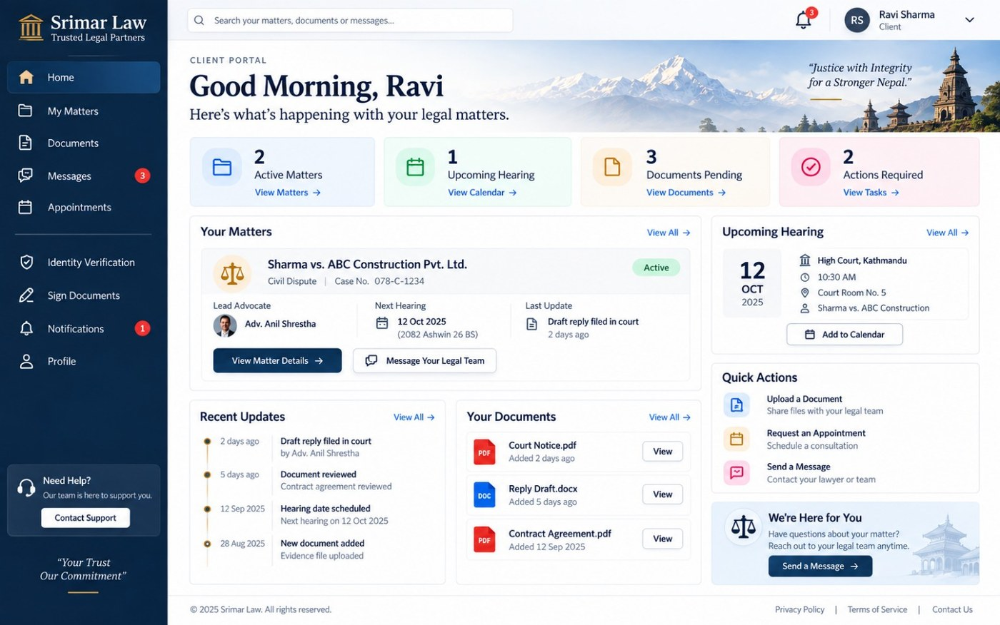 Srimar Law
Trusted Legal Partners
Home
My Matters
Documents
Messages
3
Appointments
Identity Verification
Sign Documents
Notifications
1
Profile
Need Help?
Our team is here to support you.
Contact Support
“Your Trust
Our Commitment”
Search your matters, documents or messages...
3
RS
Ravi Sharma
Client
CLIENT PORTAL
Good Morning, Ravi
Here’s what’s happening with your legal matters.
“Justice with Integrity
for a Stronger Nepal.”
2
Active Matters
View Matters →
1
Upcoming Hearing
View Calendar →
3
Documents Pending
View Documents →
2
Actions Required
View Tasks →
Your Matters
View All →
Sharma vs. ABC Construction Pvt. Ltd.
Civil Dispute | Case No. 078-C-1234
Active
Lead Advocate
Adv. Anil Shrestha
Next Hearing
12 Oct 2025
(2082 Ashwin 26 BS)
Last Update
Draft reply filed in court
2 days ago
View Matter Details →
Message Your Legal Team
Upcoming Hearing
View All →
12
OCT
2025
High Court, Kathmandu
10:30 AM
Court Room No. 5
Sharma vs. ABC Construction
Add to Calendar
Recent Updates
View All →
2 days ago
Draft reply filed in court
by Adv. Anil Shrestha
5 days ago
Document reviewed
Contract agreement reviewed
12 Sep 2025
Hearing date scheduled
Next hearing on 12 Oct 2025
28 Aug 2025
New document added
Evidence file uploaded
Your Documents
View All →
PDF
Court Notice.pdf
Added 2 days ago
View
DOC
Reply Draft.docx
Added 5 days ago
View
PDF
Contract Agreement.pdf
Added 12 Sep 2025
View
Quick Actions
Upload a Document
Share files with your legal team
Request an Appointment
Schedule a consultation
Send a Message
Contact your lawyer or team
We’re Here for You
Have questions about your matter?
Reach out to your legal team anytime.
Send a Message →
© 2025 Srimar Law. All rights reserved.
Privacy Policy | Terms of Service | Contact Us